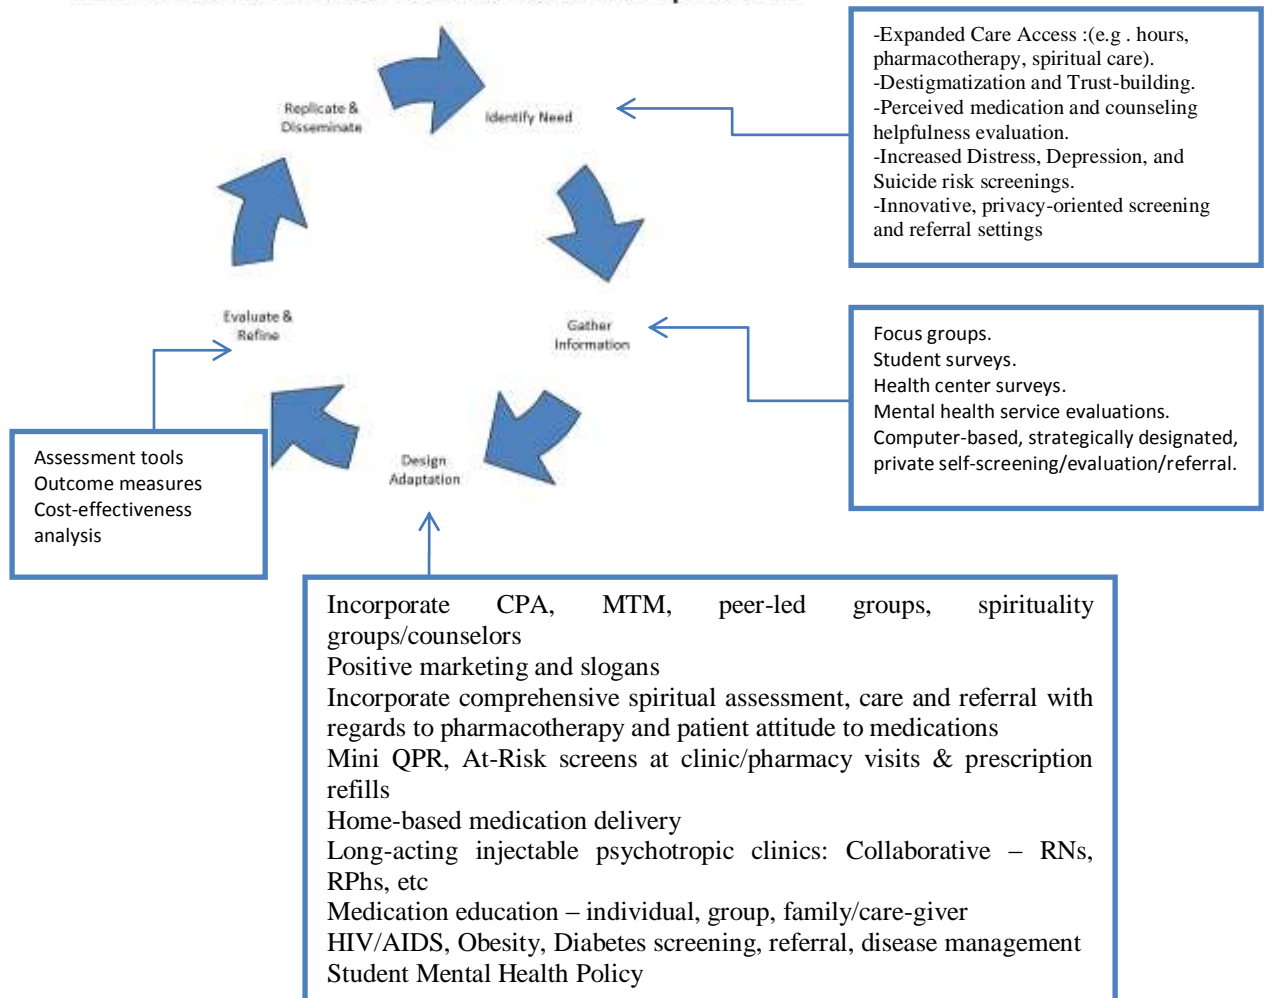 -Expanded Care Access :(e.g . hours,
pharmacotherapy, spiritual care).
-Destigmatization and Trust-building.
-Perceived medication and counseling
helpfulness evaluation.
-Increased Distress, Depression, and
Suicide risk screenings.
-Innovative, privacy-oriented screening
and referral settings
Replicate &
Disseminate
Identify Need
Evaluate &
Refine
Gather
Information
Focus groups.
Student surveys.
Health center surveys.
Mental health service evaluations.
Computer-based, strategically designated,
private self-screening/evaluation/referral.
Assessment tools
Outcome measures
Cost-effectiveness
analysis
Design
Adaptation
Incorporate CPA, MTM, peer-led groups, spirituality
groups/counselors
Positive marketing and slogans
Incorporate comprehensive spiritual assessment, care and referral with
regards to pharmacotherapy and patient attitude to medications
Mini QPR, At-Risk screens at clinic/pharmacy visits & prescription
refills
Home-based medication delivery
Long-acting injectable psychotropic clinics: Collaborative – RNs,
RPhs, etc
Medication education – individual, group, family/care-giver
HIV/AIDS, Obesity, Diabetes screening, referral, disease management
Student Mental Health Policy